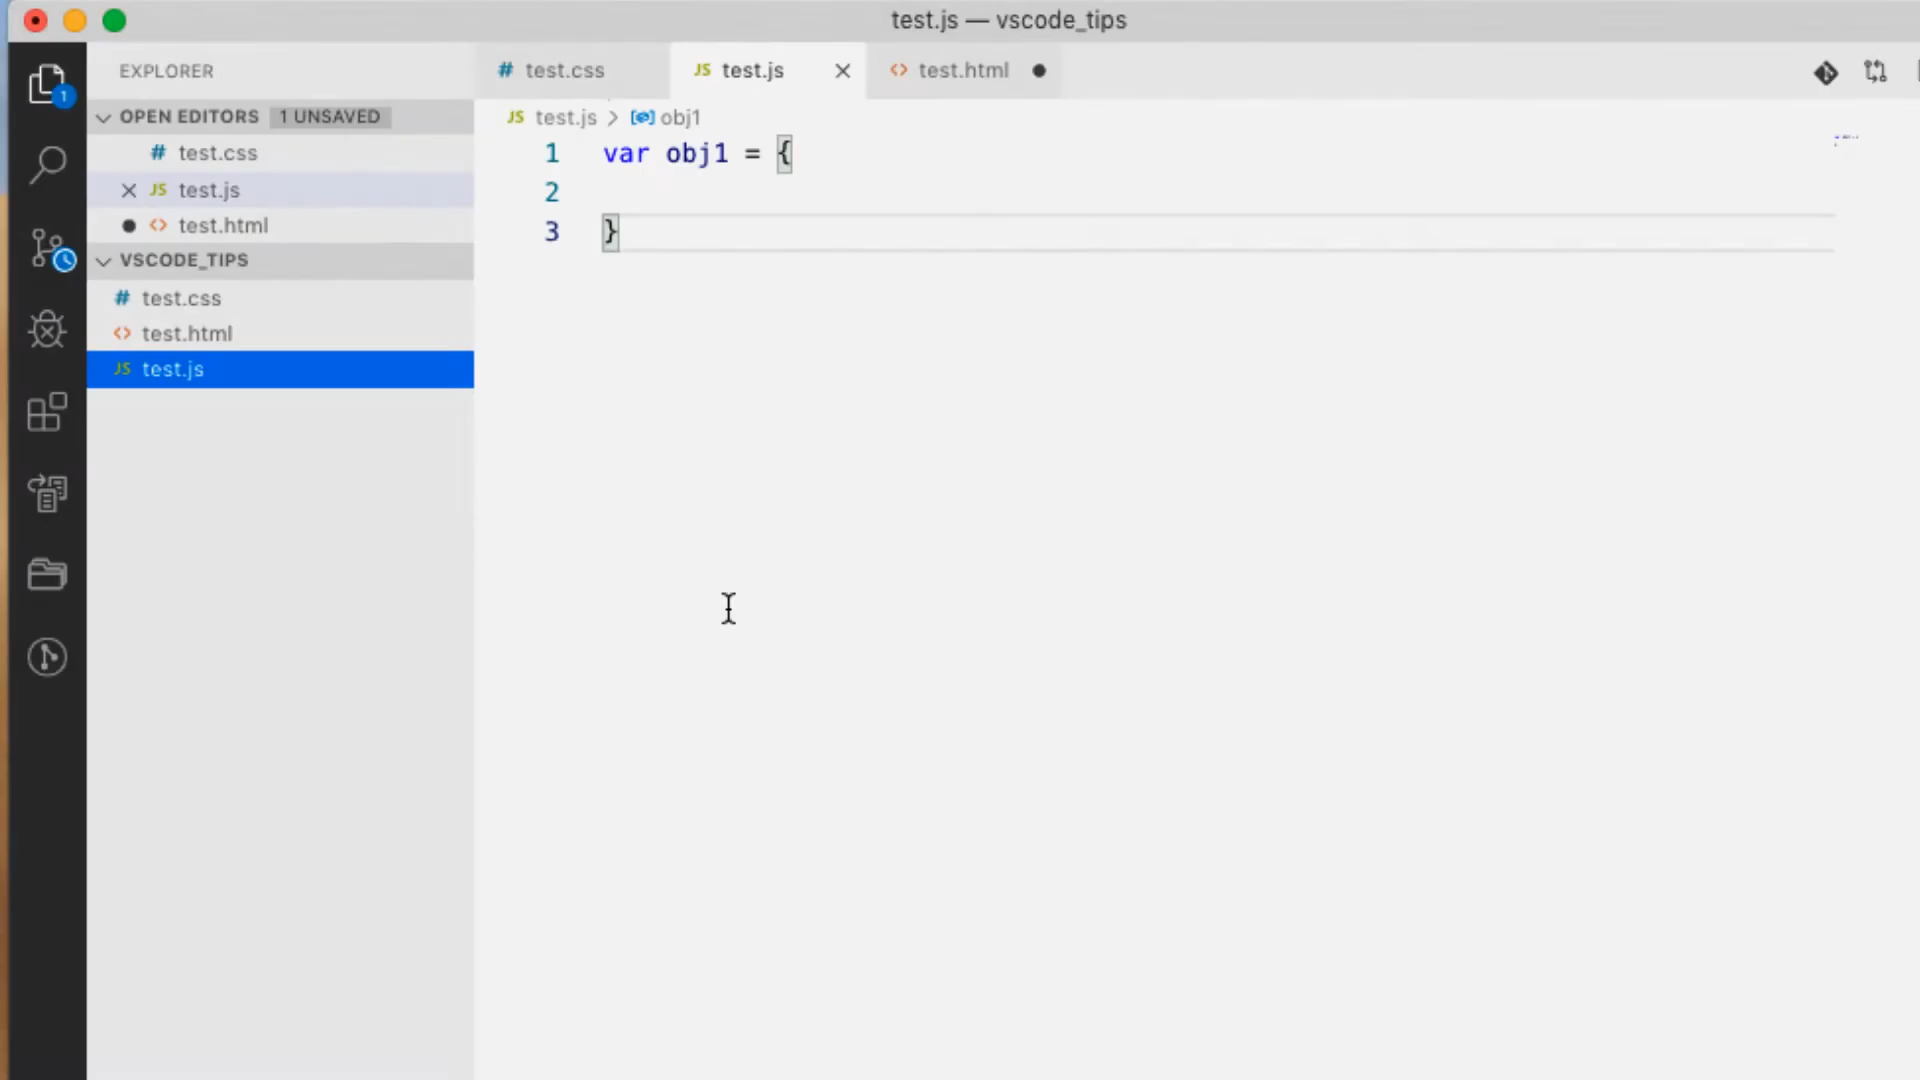 test.js — vscode_tips
EXPLORER
# test.css
JS test.js
<> test.html
1
OPEN EDITORS 1 UNSAVED
# test.css
JS test.js
<> test.html
VSCODE_TIPS
# test.css
<> test.html
JS test.js
JS test.js > obj1
1 var obj1 = {
2
3 }